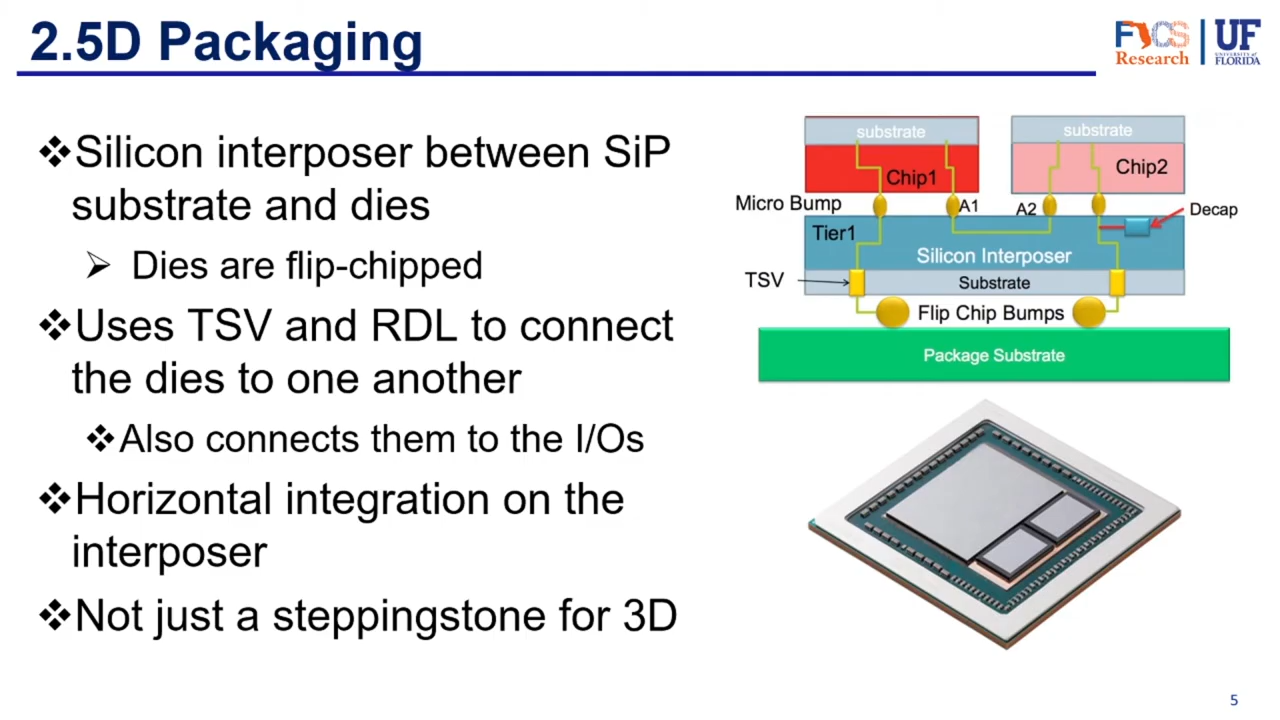 2.5D Packaging
FICS
Research
UF
UNIVERSITY of
FLORIDA
❖Silicon interposer between SiP
substrate and dies
➢ Dies are flip-chipped
❖Uses TSV and RDL to connect
the dies to one another
❖Also connects them to the I/Os
❖Horizontal integration on the
interposer
❖Not just a steppingstone for 3D
substrate
substrate
Chip1
Chip2
Micro Bump
A1
A2
Decap
Tier1
Silicon Interposer
TSV
Substrate
Flip Chip Bumps
Package Substrate
5